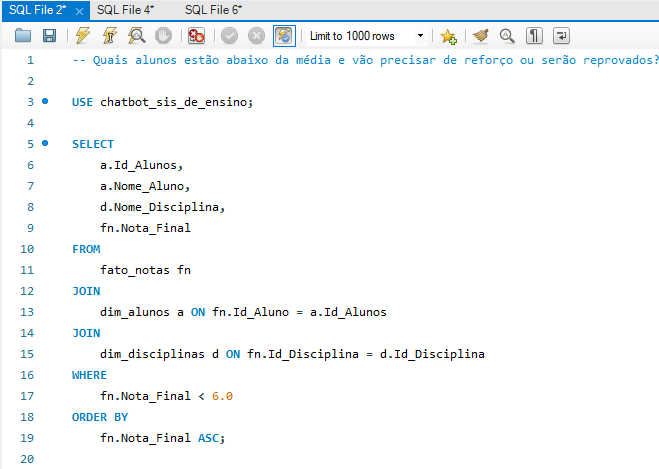 SQL File 2*
SQL File 4*
SQL File 6*
Limit to 1000 rows
1 -- Quais alunos estão abaixo da média e vão precisar de reforço ou serão reprovados?
2
3 USE chatbot_sis_de_ensino;
4
5 SELECT
6 a.Id_Alunos,
7 a.Nome_Aluno,
8 d.Nome_Disciplina,
9 fn.Nota_Final
10 FROM
11 fato_notas fn
12 JOIN
13 dim_alunos a ON fn.Id_Aluno = a.Id_Alunos
14 JOIN
15 dim_disciplinas d ON fn.Id_Disciplina = d.Id_Disciplina
16 WHERE
17 fn.Nota_Final < 6.0
18 ORDER BY
19 fn.Nota_Final ASC;
20